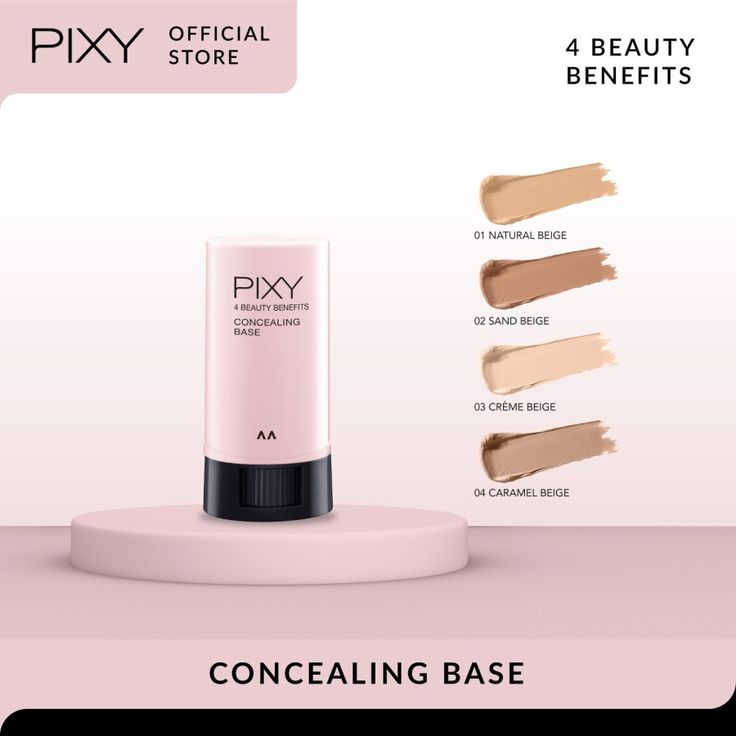 PIXY
OFFICIAL
STORE
4 BEAUTY
BENEFITS
PIXY
4 BEAUTY BENEFITS
CONCEALING
BASE
01 NATURAL BEIGE
02 SAND BEIGE
03 CRÈME BEIGE
04 CARAMEL BEIGE
CONCEALING BASE